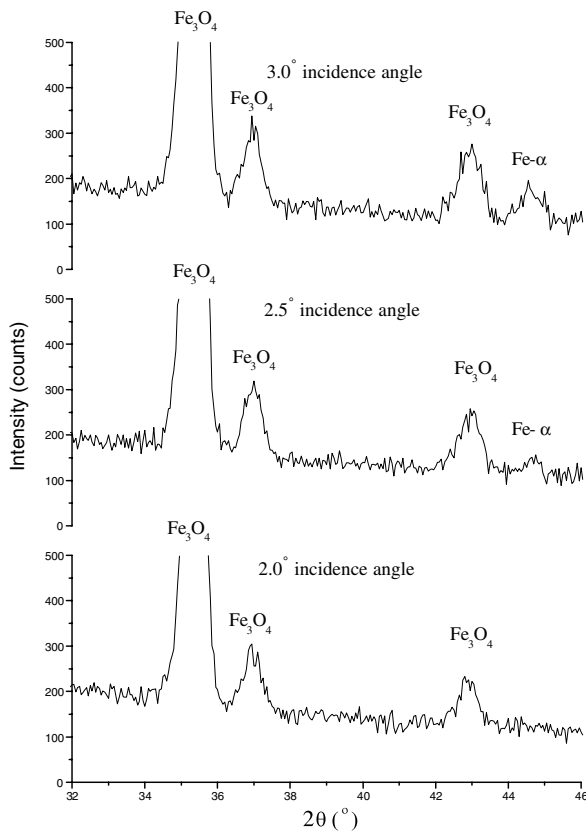 Fe₃O₄
500
3.0° incidence angle
400
Fe₃O₄
Fe₃O₄
300
Fe-α
200
100
0
Fe₃O₄
500
2.5° incidence angle
400
Fe₃O₄
Fe₃O₄
300
Fe- α
200
100
0
Intensity (counts)
Fe₃O₄
500
2.0° incidence angle
400
Fe₃O₄
Fe₃O₄
300
200
100
0
32 34 36 38 40 42 44 46
2θ (°)